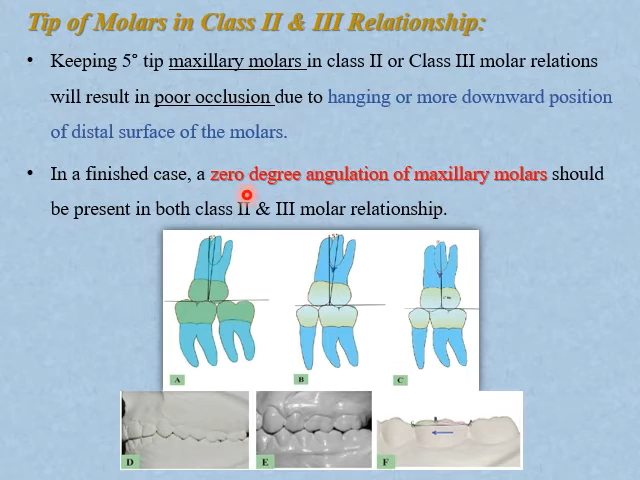 Tip of Molars in Class II & III Relationship:
• Keeping 5° tip maxillary molars in class II or Class III molar relations
will result in poor occlusion due to hanging or more downward position
of distal surface of the molars.
• In a finished case, a zero degree angulation of maxillary molars should
be present in both class II & III molar relationship.
A B C
D E F